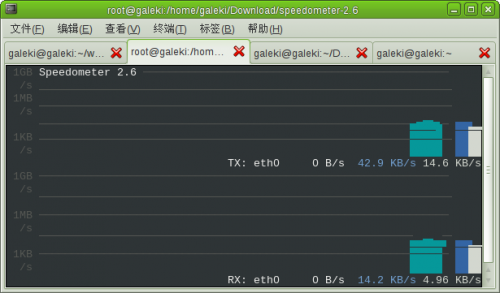 root@galeki:/home/galeki/Download/speedometer-2.6
文件(F) 编辑(E) 查看(V) 终端(T) 标签(B) 帮助(H)
galeki@galeki:~/w... root@galeki:/hom... galeki@galeki:~/D... galeki@galeki:~
1GB Speedometer 2.6
/s
1MB
/s
1KB
/s
TX: eth0 0 B/s 42.9 KB/s 14.6 KB/s
1GB
/s
1MB
/s
1KB
/s
RX: eth0 0 B/s 14.2 KB/s 4.96 KB/s